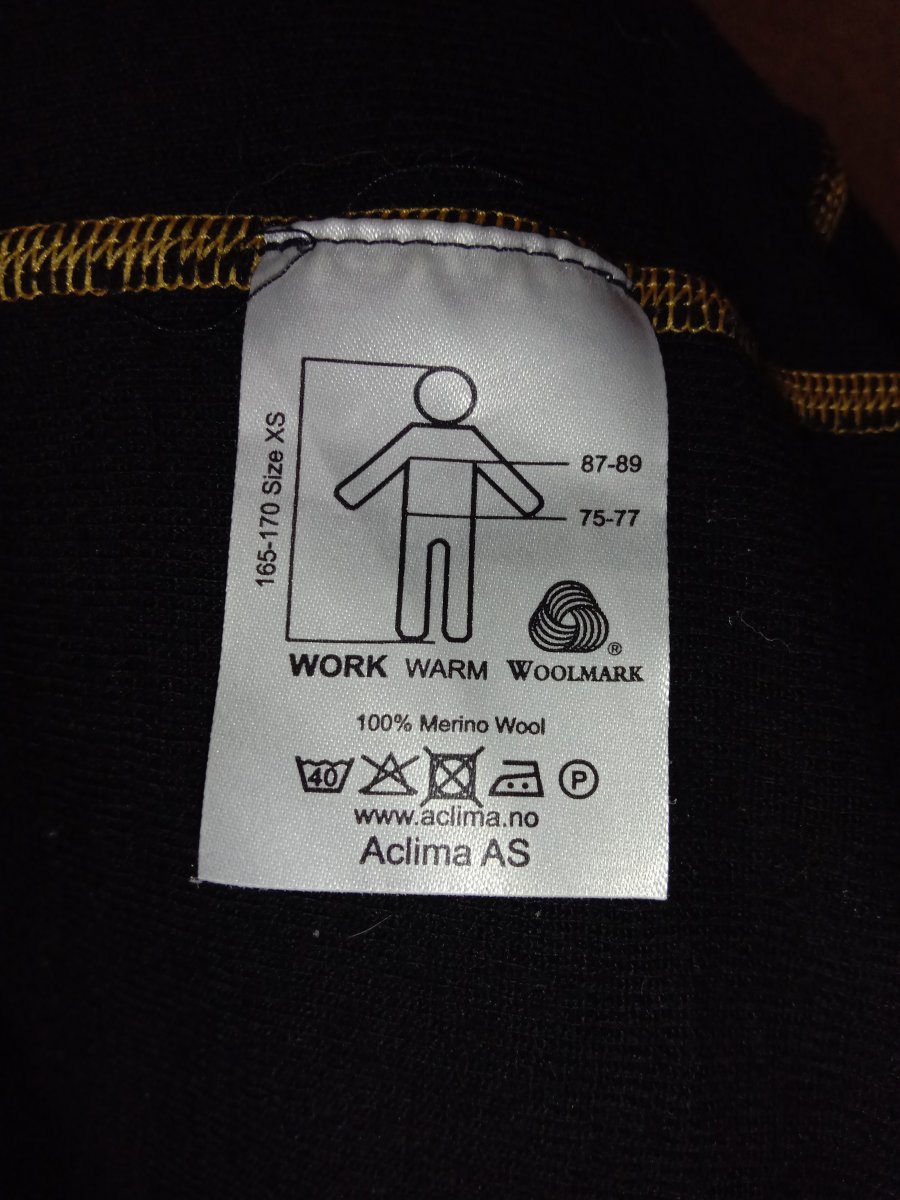 165-170 Size XS
87-89
75-77
WORK WARM WOOLMARK®
100% Merino Wool
40 P
www.aclima.no
Aclima AS